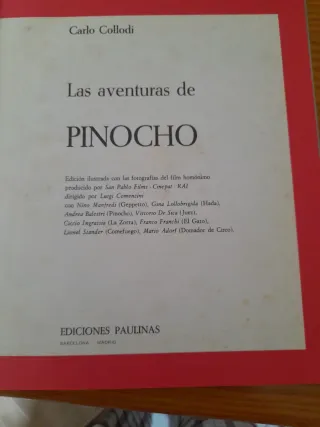 Carlo Collodi
Las aventuras de
PINOCHO
Edición ilustrada con las fotografías del film homónimo
producido por San Paolo Films - Cinepat - RAI
dirigido por Luigi Comencini
con Nino Manfredi (Geppetto), Gina Lollobrigida (Hada),
Andrea Balestri (Pinocho), Vittorio De Sica (Juez),
Ciccio Ingrassia (La Zorra), Franco Franchi (El Gato),
Lionel Stander (Comefuego), Mario Adorf (Domador de Circo).
EDICIONES PAULINAS
BARCELONA MADRID